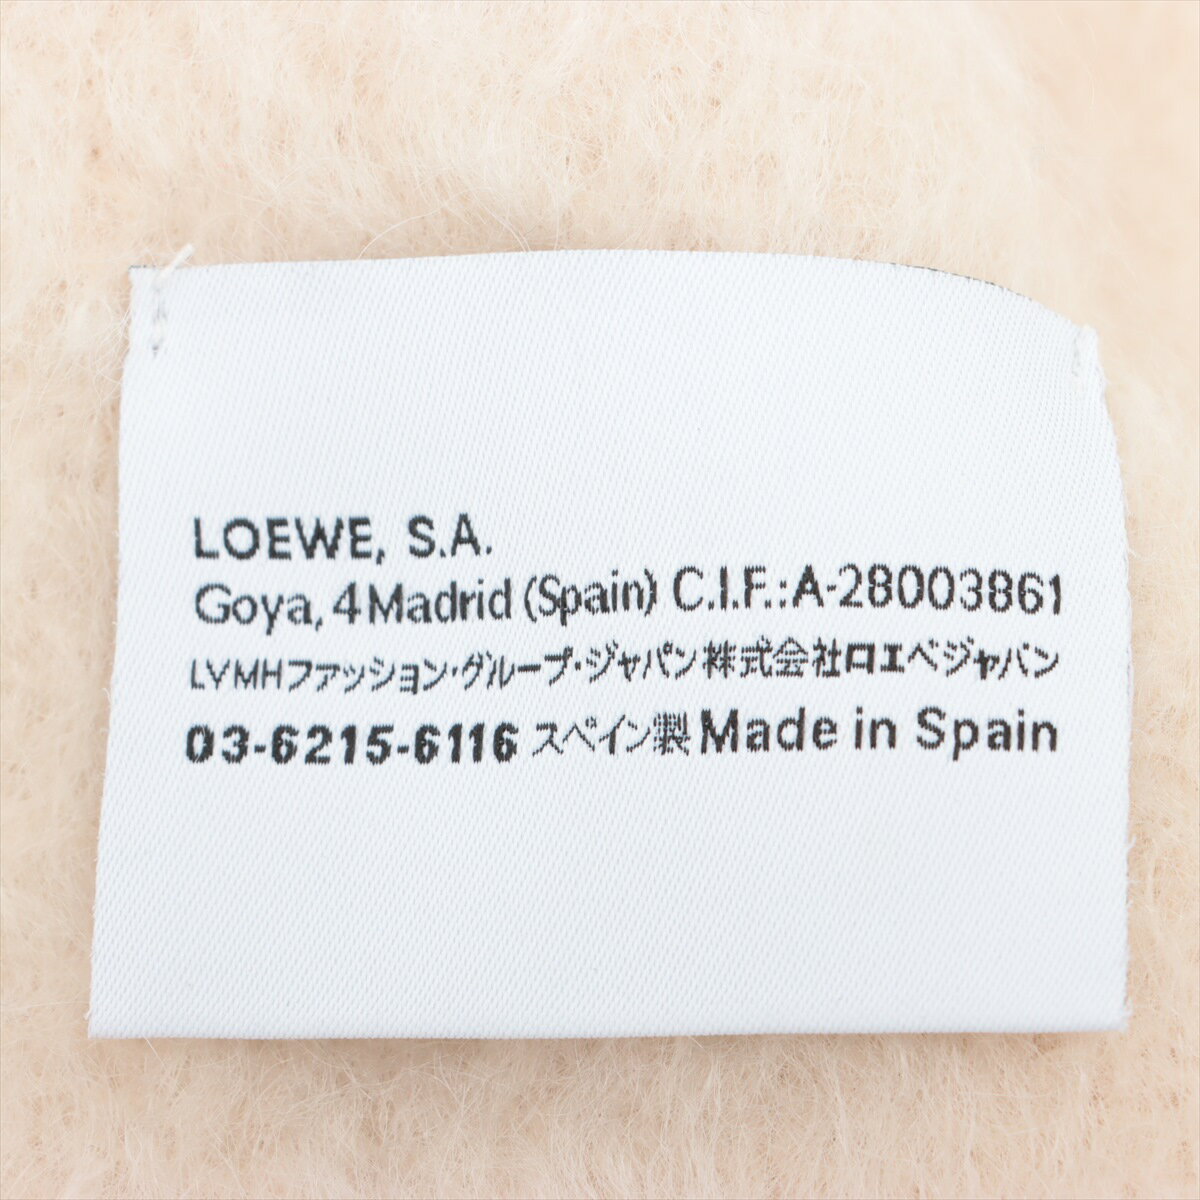 LOEWE, S.A.
Goya, 4 Madrid (Spain) C.I.F.: A-28003861
LVMHファッション・グループ・ジャパン株式会社ロエベジャパン
03-6215-6116 スペイン製 Made in Spain